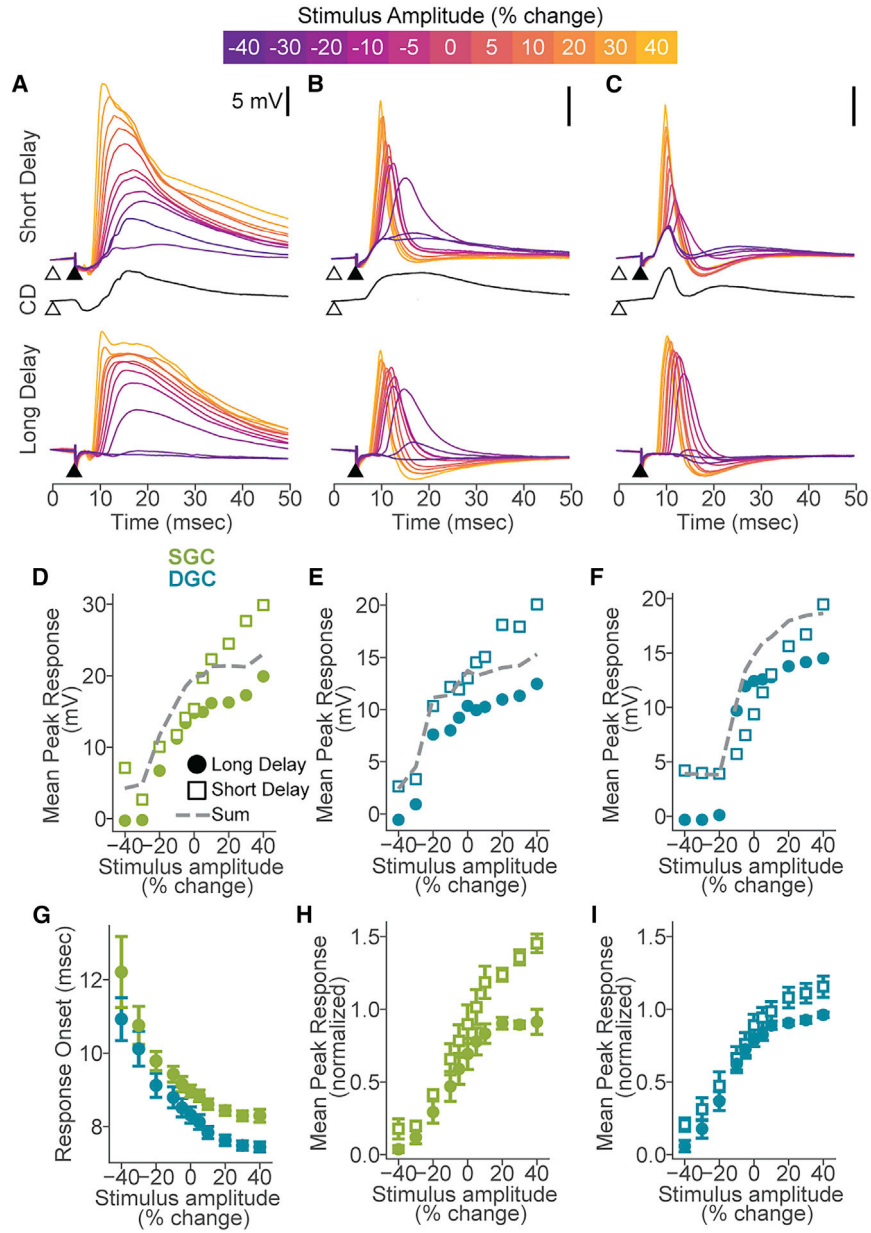 Stimulus Amplitude (% change)
-40 -30 -20 -10 -5 0 5 10 20 30 40
A B C
5 mV
Short Delay
CD
Long Delay
0 10 20 30 40 50 0 10 30 40 50 0 10 30 40 50
Time (msec) Time (msec) Time (msec)
SGC
DGC
D E F
Mean Peak Response
(mV)
30
20
10
0
Long Delay
Short Delay
Sum
−40 −20 0 20 40
Stimulus amplitude
(% change)
Mean Peak Response
(mV)
20
15
10
5
0
−40 −20 0 20 40
Stimulus amplitude
(% change)
Mean Peak Response
(mV)
20
15
10
5
0
−40 −20 0 20 40
Stimulus amplitude
(% change)
G H I
Response Onset (msec)
12
10
8
−40 −20 0 20 40
Stimulus amplitude
(% change)
Mean Peak Response
(normalized)
1.5
1.0
0.5
0.0
−40 −20 0 20 40
Stimulus amplitude
(% change)
Mean Peak Response
(normalized)
1.5
1.0
0.5
0.0
−40 −20 0 20 40
Stimulus amplitude
(% change)